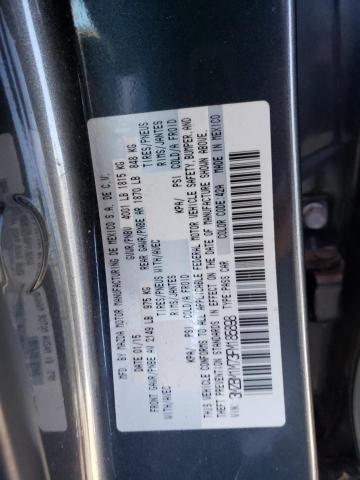 MFD. BY MAZDA MOTOR MANUFACTURING DE MEXICO S.A. DE C.V.
DATE 01/15 GVWR/PNBV 4001 LB 1815 KG
FRONT GAWR/PNBE AV 2149 LB 975 KG REAR GAWR/PNBE AR 1870 LB 848 KG
WITH/AVEC TIRES/PNEUS WITH/AVEC TIRES/PNEUS
RIMS/JANTES RIMS/JANTES
KPA/ PSI COLD/A FROID KPA/ PSI COLD/A FROID
THIS VEHICLE CONFORMS TO ALL APPLICABLE FEDERAL MOTOR VEHICLE SAFETY, BUMPER, AND
THEFT PREVENTION STANDARDS IN EFFECT ON THE DATE OF MANUFACTURE SHOWN ABOVE.
TYPE: PASS CAR COLOR CODE: 42A MADE IN MEXICO
VIN: